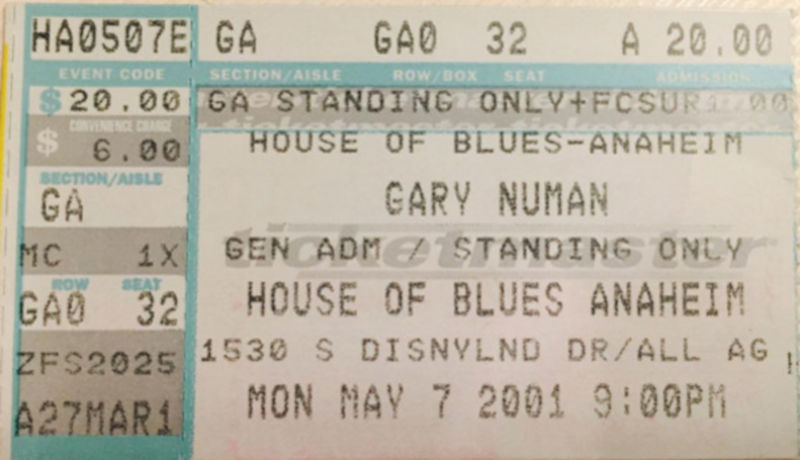 HA0507E GA GA0 32 A 20.00
EVENT CODE SECTION/AISLE ROW/BOX SEAT ADMISSION
$ 20.00 GA STANDING ONLY+FCSUR1.00
CONVENIENCE CHARGE
$ 6.00 HOUSE OF BLUES-ANAHEIM
SECTION/AISLE
GA GARY NUMAN
ticketmaster
MC 1X GEN ADM / STANDING ONLY
ROW SEAT
GA0 32 HOUSE OF BLUES ANAHEIM
ZFS2025 1530 S DISNYLND DR/ALL AG
A27MAR1 MON MAY 7 2001 9:00PM